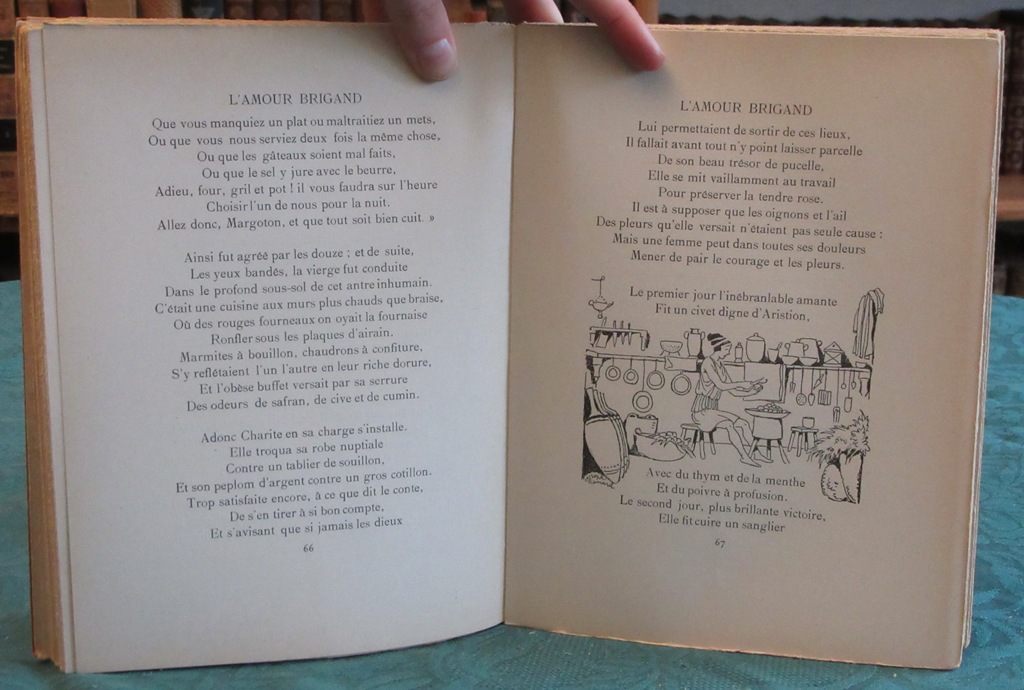 L'AMOUR BRIGAND
Que vous manquiez un plat ou maltraitiez un mets,
Ou que vous nous serviez deux fois la même chose,
Ou que les gâteaux soient mal faits,
Ou que le sel y jure avec le beurre,
Adieu, four, gril et pot ! il vous faudra sur l'heure
Choisir l'un de nous pour la nuit.
Allez donc, Margoton, et que tout soit bien cuit. »
Ainsi fut agréé par les douze ; et de suite,
Les yeux bandés, la vierge fut conduite
Dans le profond sous-sol de cet antre inhumain.
C'était une cuisine aux murs plus chauds que braise,
Où des rouges fourneaux on oyait la fournaise
Ronfler sous les plaques d'airain.
Marmites à bouillon, chaudrons à confiture,
S'y reflétaient l'un l'autre en leur riche dorure,
Et l'obèse buffet versait par sa serrure
Des odeurs de safran, de cive et de cumin.
Adonc Charite en sa charge s'installe.
Elle troqua sa robe nuptiale
Contre un tablier de souillon,
Et son peplom d'argent contre un gros cotillon.
Trop satisfaite encore, à ce que dit le conte,
De s'en tirer à si bon compte,
Et s'avisant que si jamais les dieux
66
L'AMOUR BRIGAND
Lui permettaient de sortir de ces lieux,
Il fallait avant tout n'y point laisser parcelle
De son beau trésor de pucelle,
Elle se mit vaillamment au travail
Pour préserver la tendre rose.
Il est à supposer que les oignons et l'ail
Des pleurs qu'elle versait n'étaient pas seule cause :
Mais une femme peut dans toutes ses douleurs
Mener de pair le courage et les pleurs.
Le premier jour l'inébranlable amante
Fit un civet digne d'Aristion,
Avec du thym et de la menthe
Et du poivre à profusion.
Le second jour, plus brillante victoire,
Elle fit cuire un sanglier
67